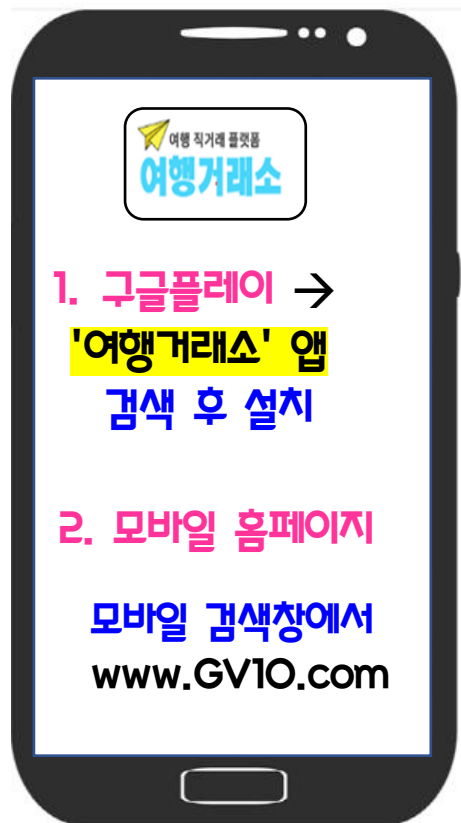 여행 직거래 플랫폼
여행거래소
1. 구글플레이 →
'여행거래소' 앱
검색 후 설치
2. 모바일 홈페이지
모바일 검색창에서
www.GV10.com